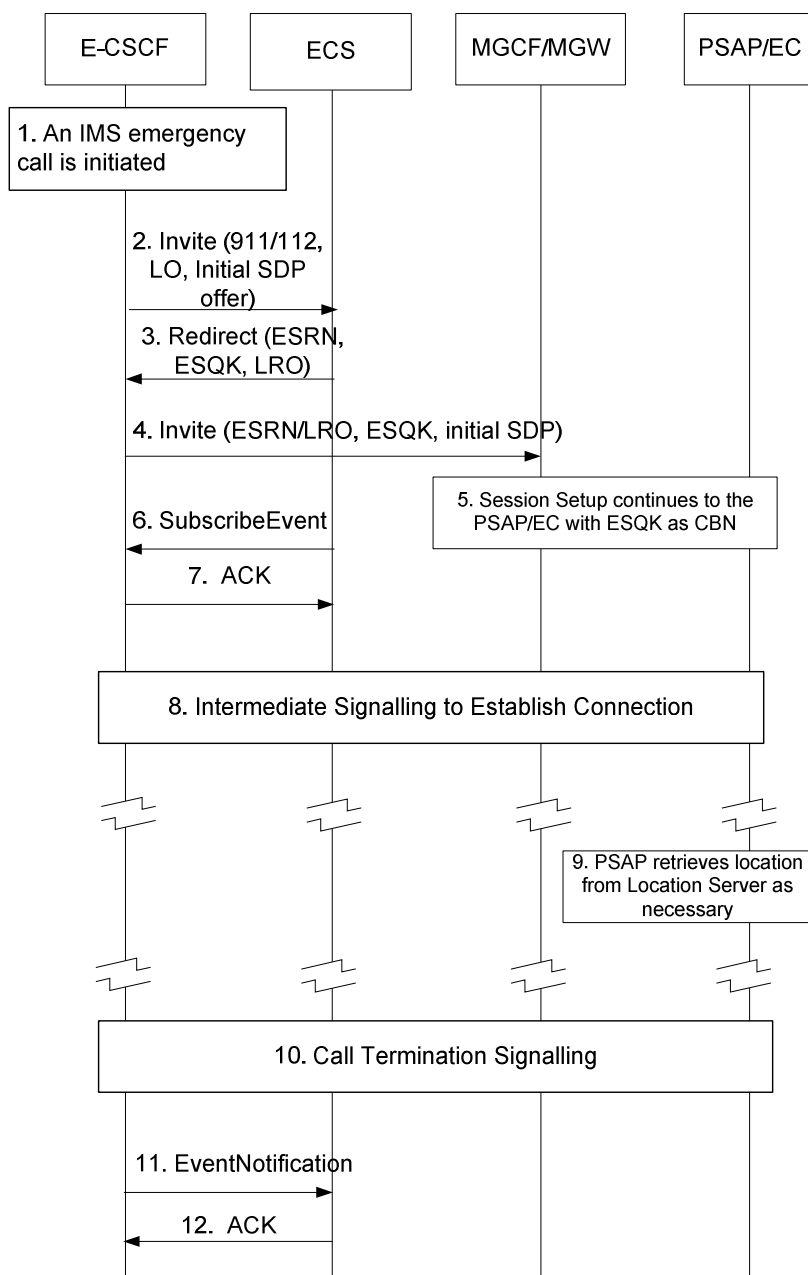 E-CSCF
ECS
MGCF/MGW
PSAP/EC
1. An IMS emergency
call is initiated
2. Invite (911/112,
LO, Initial SDP
offer)
3. Redirect (ESRN,
ESQK, LRO)
4. Invite (ESRN/LRO, ESQK, initial SDP)
5. Session Setup continues to the
PSAP/EC with ESQK as CBN
6. SubscribeEvent
7. ACK
8. Intermediate Signalling to Establish Connection
9. PSAP retrieves location
from Location Server as
necessary
10. Call Termination Signalling
11. EventNotification
12. ACK